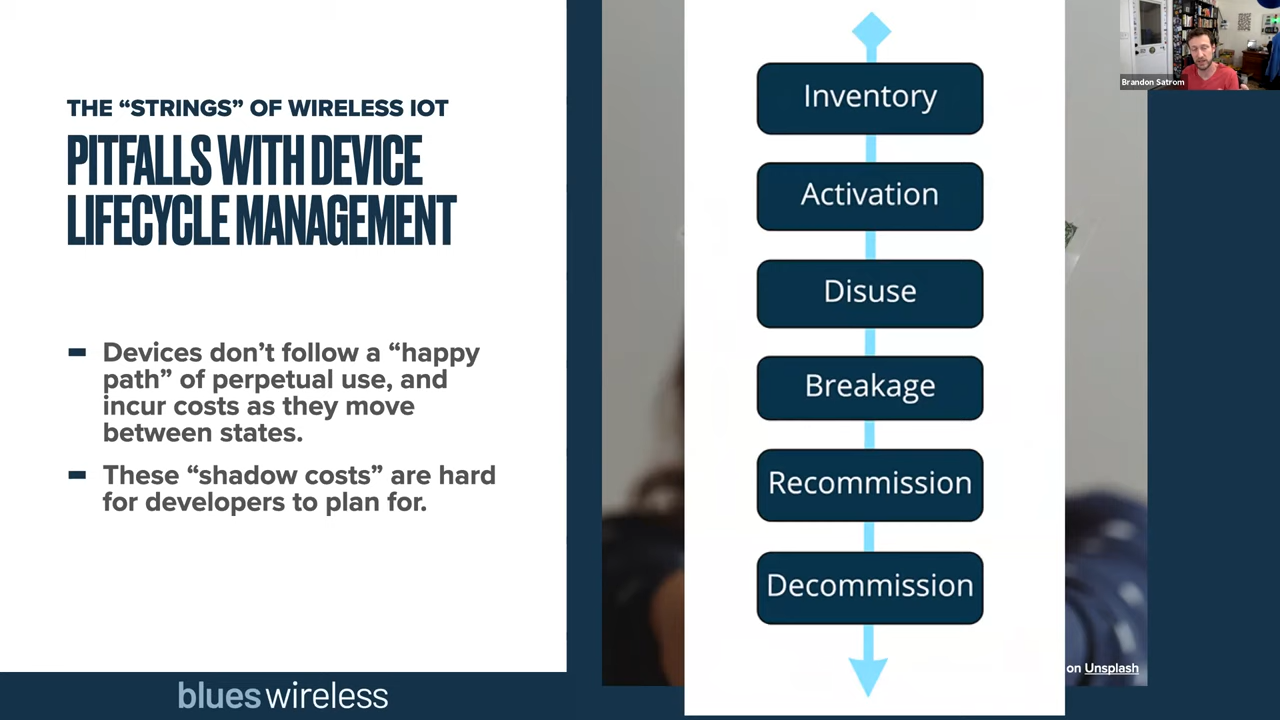 THE “STRINGS” OF WIRELESS IOT
PITFALLS WITH DEVICE
LIFECYCLE MANAGEMENT
Devices don’t follow a “happy
path” of perpetual use, and
incur costs as they move
between states.
These “shadow costs” are hard
for developers to plan for.
blues wireless
Inventory
Activation
Disuse
Breakage
Recommission
Decommission
on Unsplash
Brandon Satrom